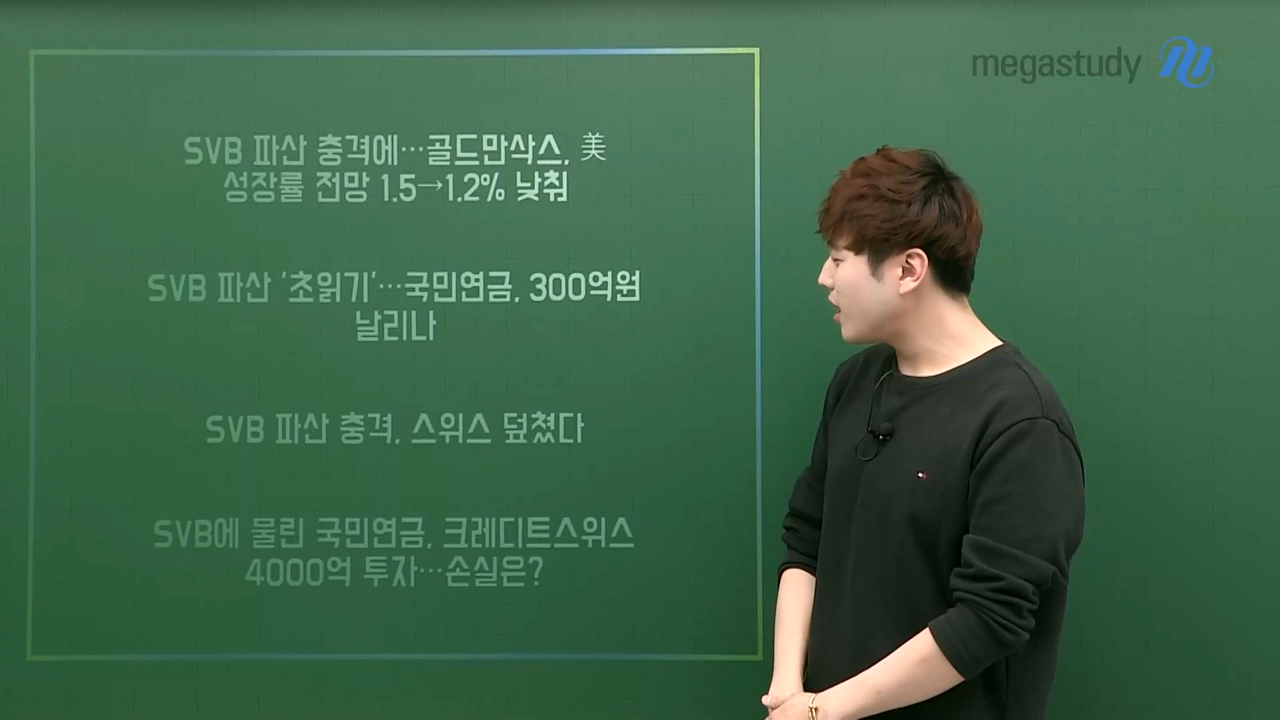 megastudy
SVB 파산 충격에…골드만삭스, 美
성장률 전망 1.5→1.2% 낮춰
SVB 파산 '초읽기'…국민연금, 300억원
날리나
SVB 파산 충격, 스위스 덮쳤다
SVB에 물린 국민연금, 크레디트스위스
4000억 투자…손실은?